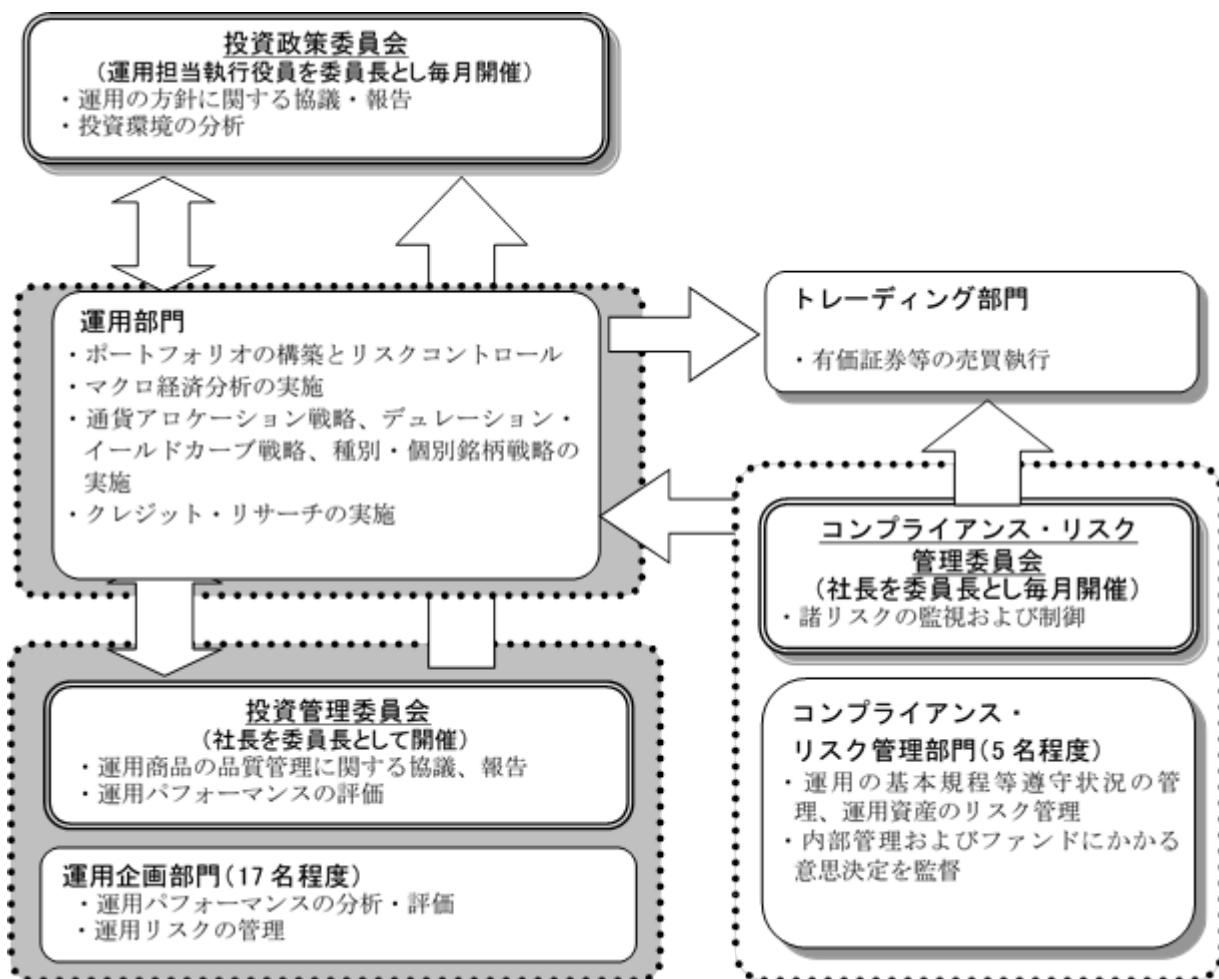 投資政策委員会
(運用担当執行役員を委員長とし毎月開催)
・運用の方針に関する協議・報告
・投資環境の分析
運用部門
・ポートフォリオの構築とリスクコントロール
・マクロ経済分析の実施
・通貨アロケーション戦略、デュレーション・
イールドカーブ戦略、種別・個別銘柄戦略の
実施
・クレジット・リサーチの実施
トレーディング部門
・有価証券等の売買執行
コンプライアンス・リスク
管理委員会
(社長を委員長とし毎月開催)
・諸リスクの監視および制御
コンプライアンス・
リスク管理部門(5名程度)
・運用の基本規程等遵守状況の管
理、運用資産のリスク管理
・内部管理およびファンドにかかる
意思決定を監督
投資管理委員会
(社長を委員長として開催)
・運用商品の品質管理に関する協議、報告
・運用パフォーマンスの評価
運用企画部門(17名程度)
・運用パフォーマンスの分析・評価
・運用リスクの管理